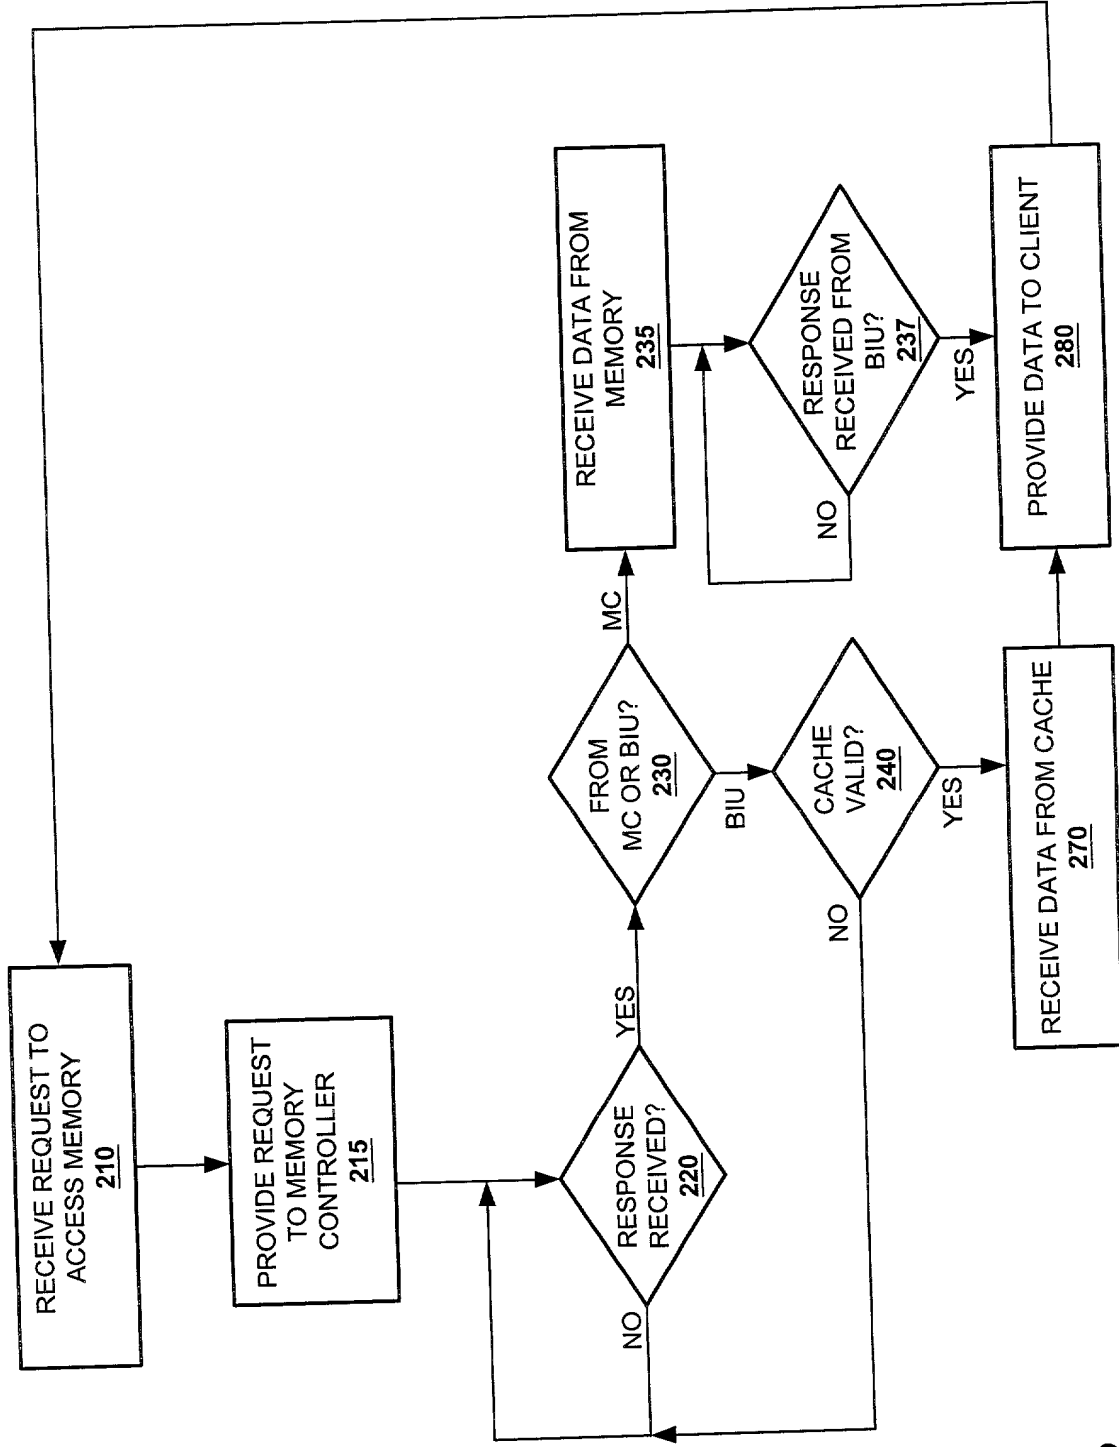 RECEIVE REQUEST TO
ACCESS MEMORY
210
PROVIDE REQUEST
TO MEMORY
CONTROLLER
215
RESPONSE
RECEIVED?
220
NO
YES
FROM
MC OR BIU?
230
MC
BIU
RECEIVE DATA FROM
MEMORY
235
RESPONSE
RECEIVED FROM
BIU?
237
NO
YES
CACHE
VALID?
240
NO
YES
RECEIVE DATA FROM CACHE
270
PROVIDE DATA TO CLIENT
280